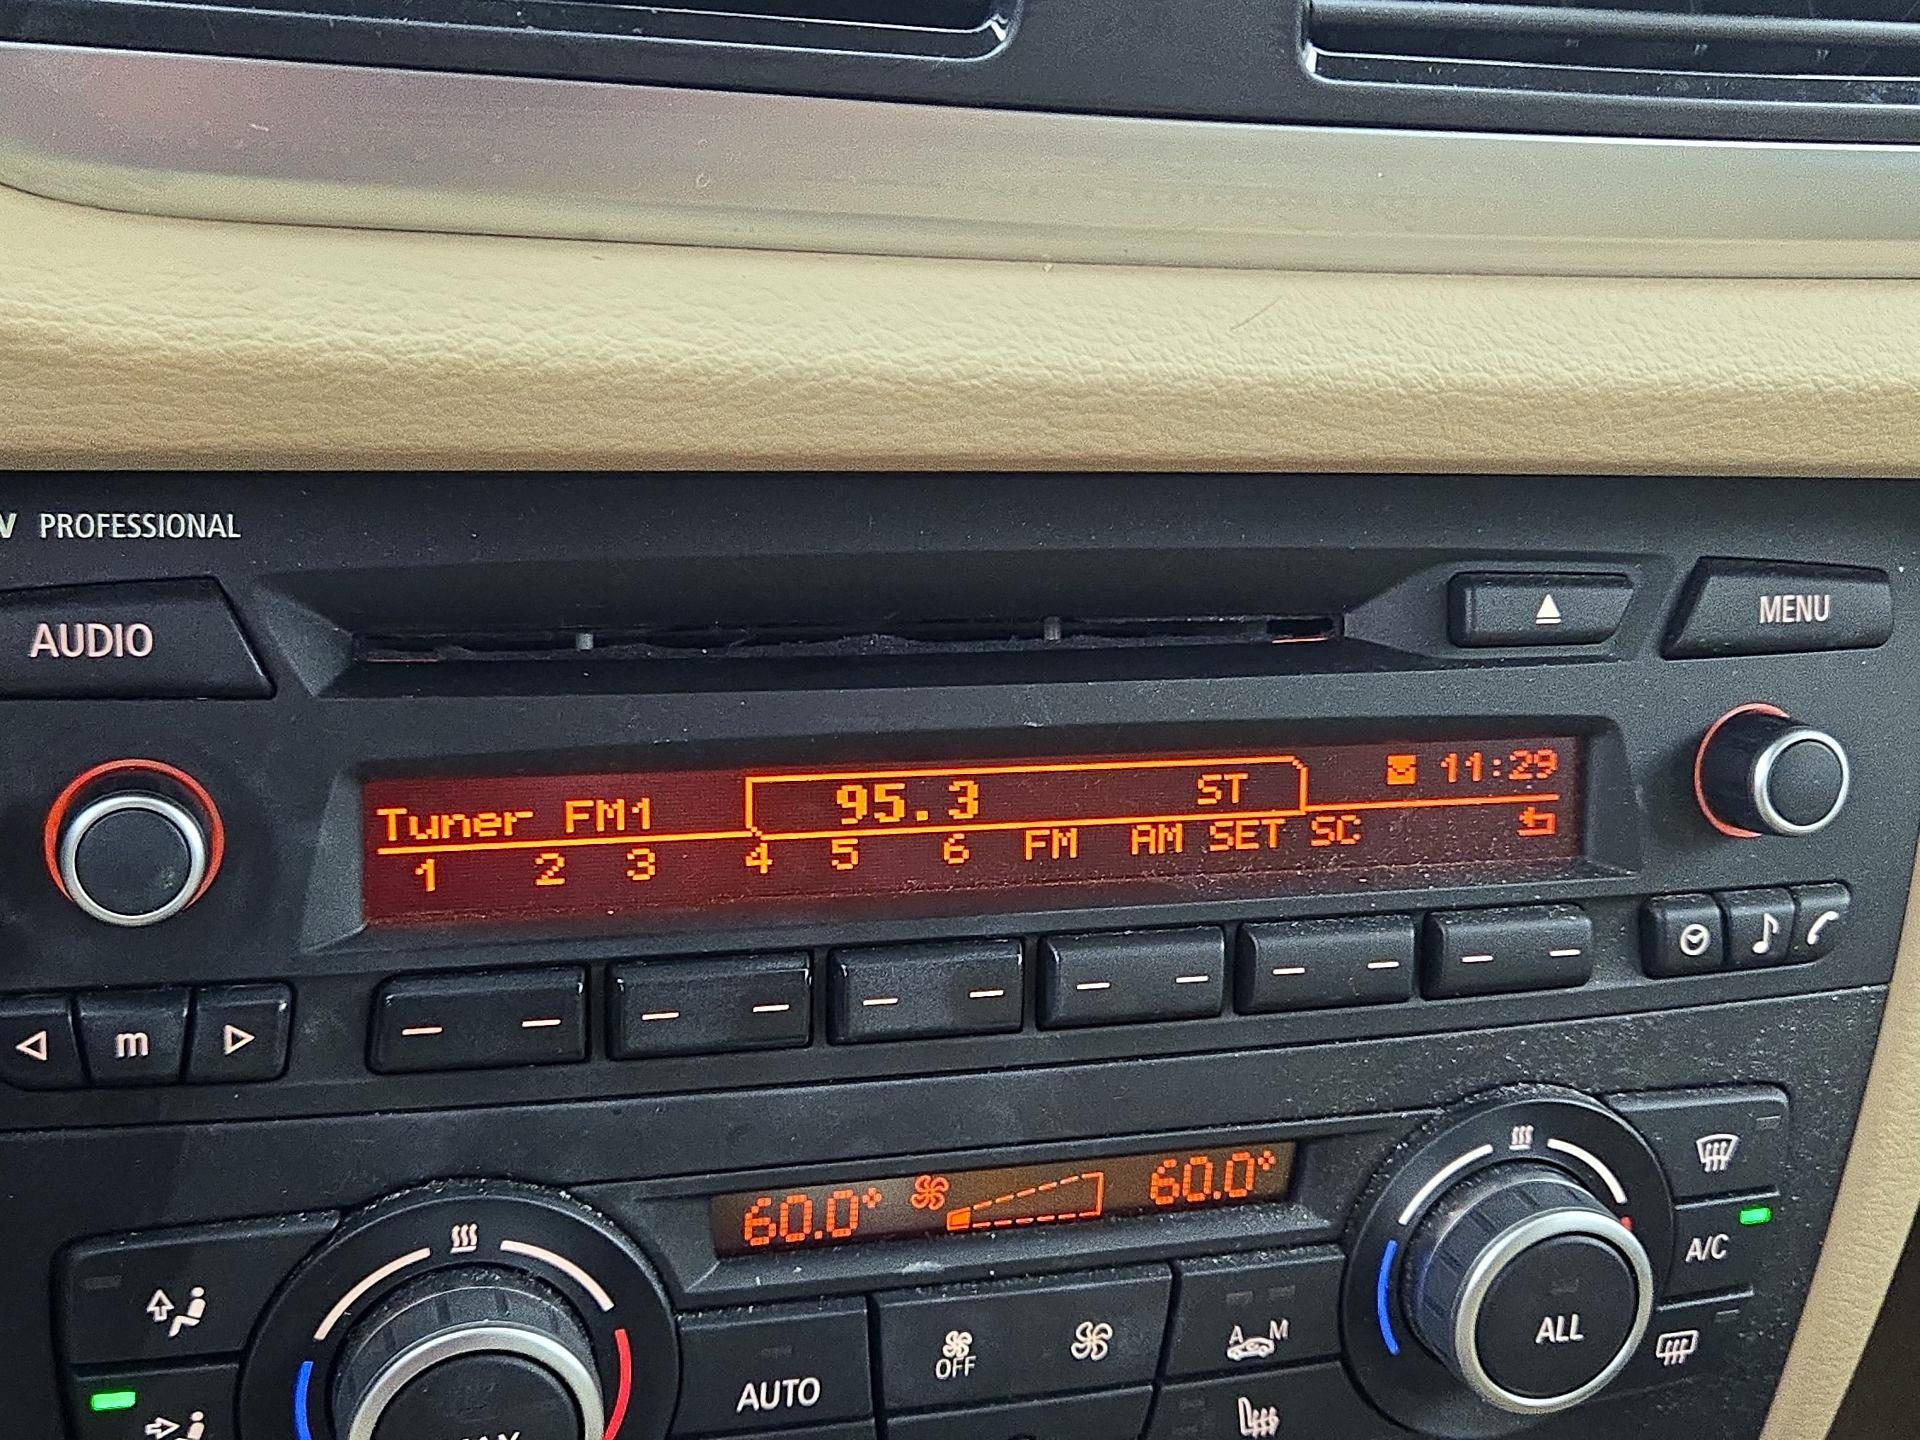 PROFESSIONAL
AUDIO
MENU
Tuner FM1 95.3 ST 11:29
1 2 3 4 5 6 FM AM SET SC
m
60.0° 60.0°
A/C
A M
OFF
AUTO
ALL